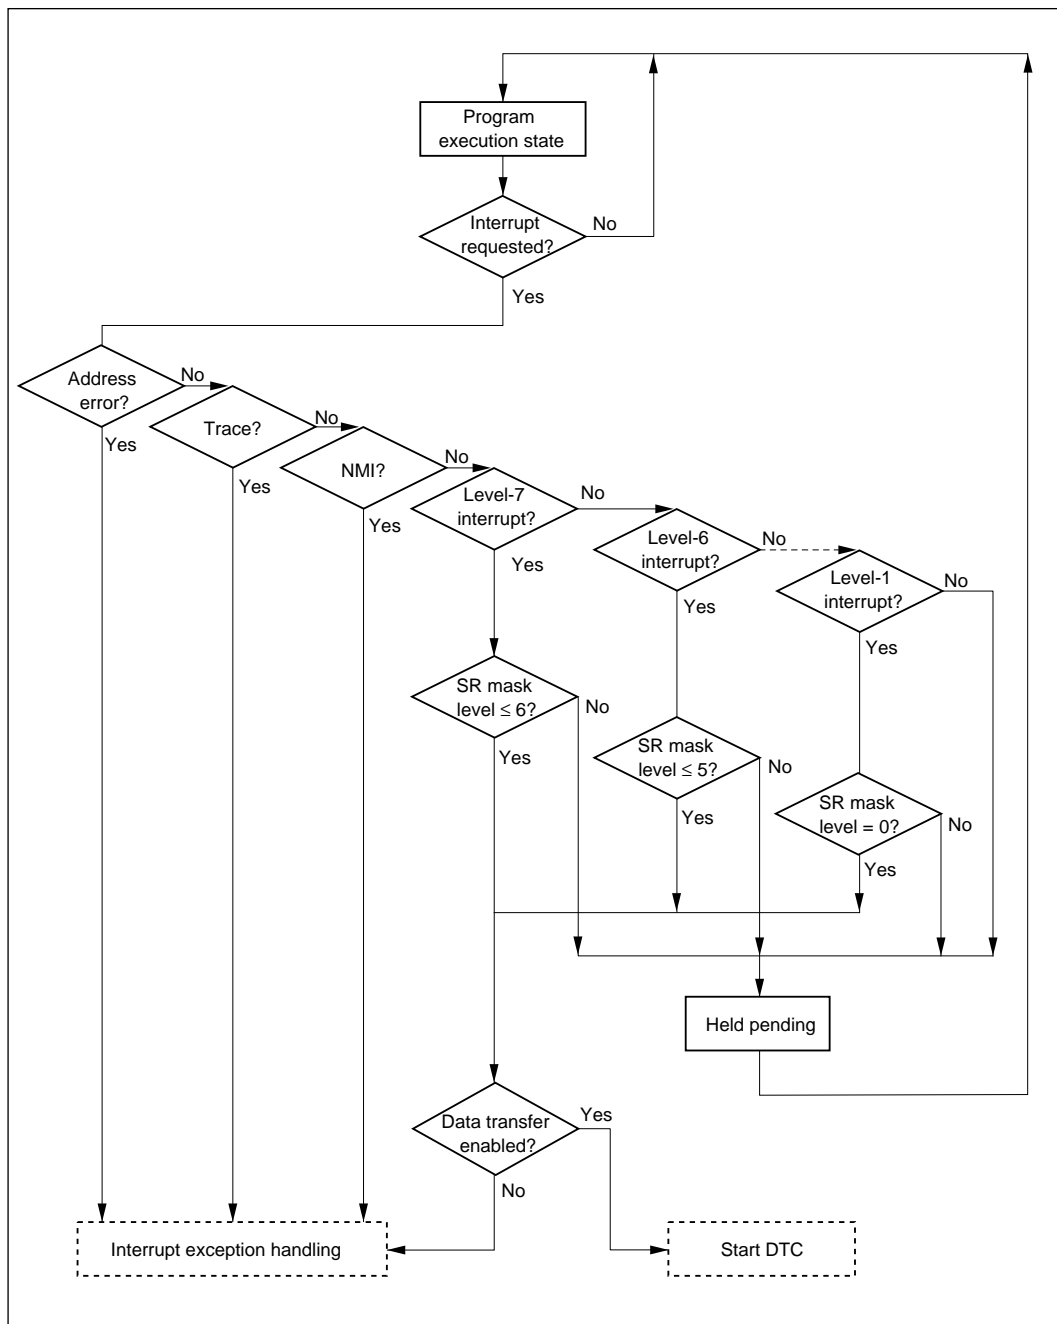 Program
execution state
Interrupt
requested?
No
Yes
Address
error?
No
Yes
Trace?
No
Yes
NMI?
No
Yes
Level-7
interrupt?
No
Yes
Level-6
interrupt?
No
Yes
Level-1
interrupt?
No
Yes
SR mask
level ≤ 6?
No
Yes
SR mask
level ≤ 5?
No
Yes
SR mask
level = 0?
No
Yes
Held pending
Data transfer
enabled?
Yes
No
Interrupt exception handling
Start DTC